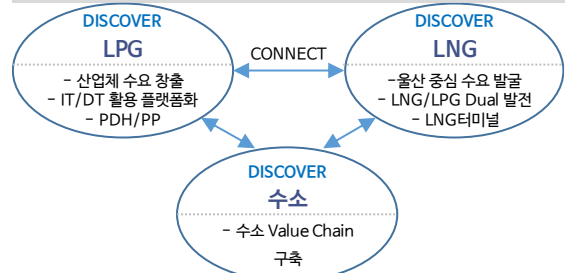 DISCOVER
LPG
- 산업체 수요 창출
- IT/DT 활용 플랫폼화
- PDH/PP
CONNECT
DISCOVER
LNG
-울산 중심 수요 발굴
- LNG/LPG Dual 발전
- LNG터미널
DISCOVER
수소
- 수소 Value Chain
구축